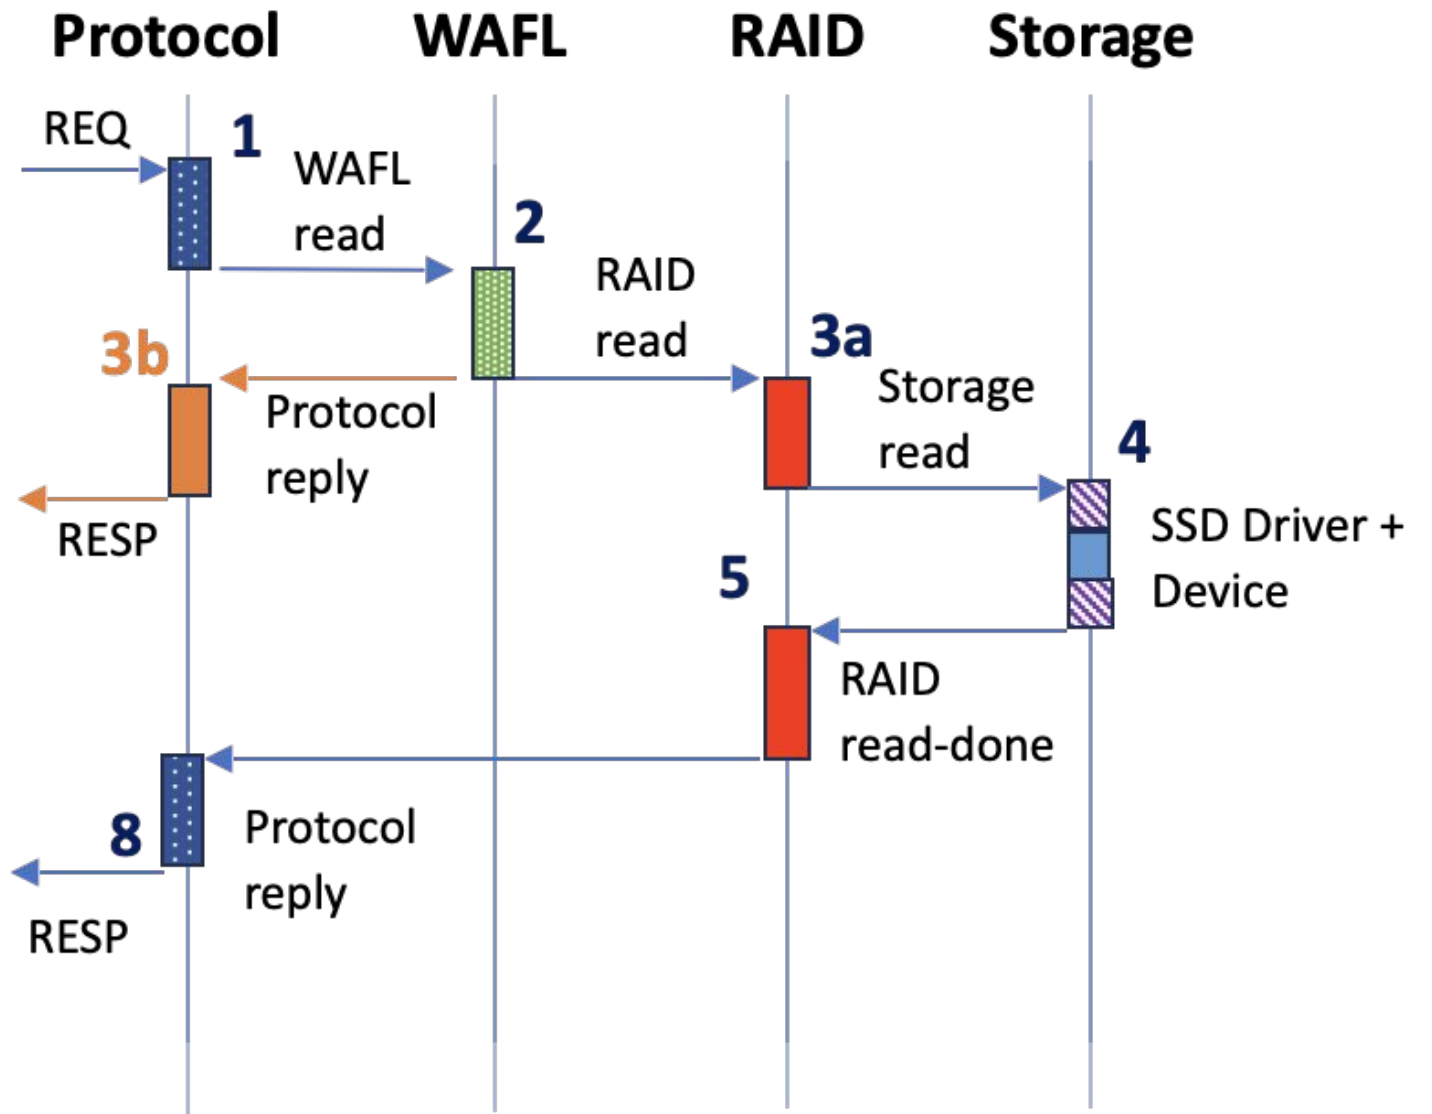 Protocol WAFL RAID Storage
REQ
1
WAFL
read
2
RAID
read
3a
3b
Protocol
reply
Storage
read
4
RESP
SSD Driver +
Device
5
RAID
read-done
8
Protocol
reply
RESP